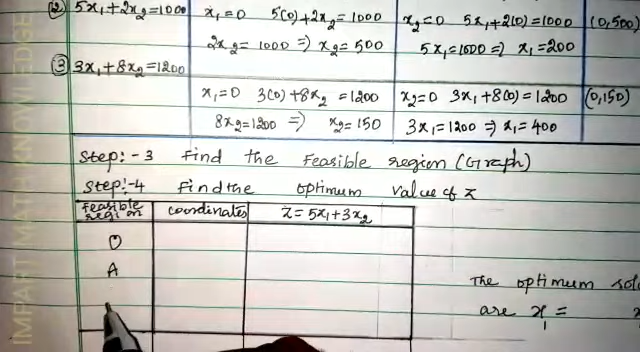 ② 5x₁+2x₂=1000 x₁=0 5(0)+2x₂=1000 x₂=0 5x₁+2(0)=1000 (0,500)
2x₂=1000 ⇒ x₂=500 5x₁=1000 ⇒ x₁=200
③ 3x₁+8x₂=1200
x₁=0 3(0)+8x₂=1200 x₂=0 3x₁+8(0)=1200 (0,150)
8x₂=1200 ⇒ x₂=150 3x₁=1200 ⇒ x₁=400
Step:-3 Find the Feasible region (Graph)
Step:-4 Find the optimum value of z
Feasible region coordinates z=5x₁+3x₂
O
A
The optimum
are x₁ =
IMPART MATH KNOWLEDGE